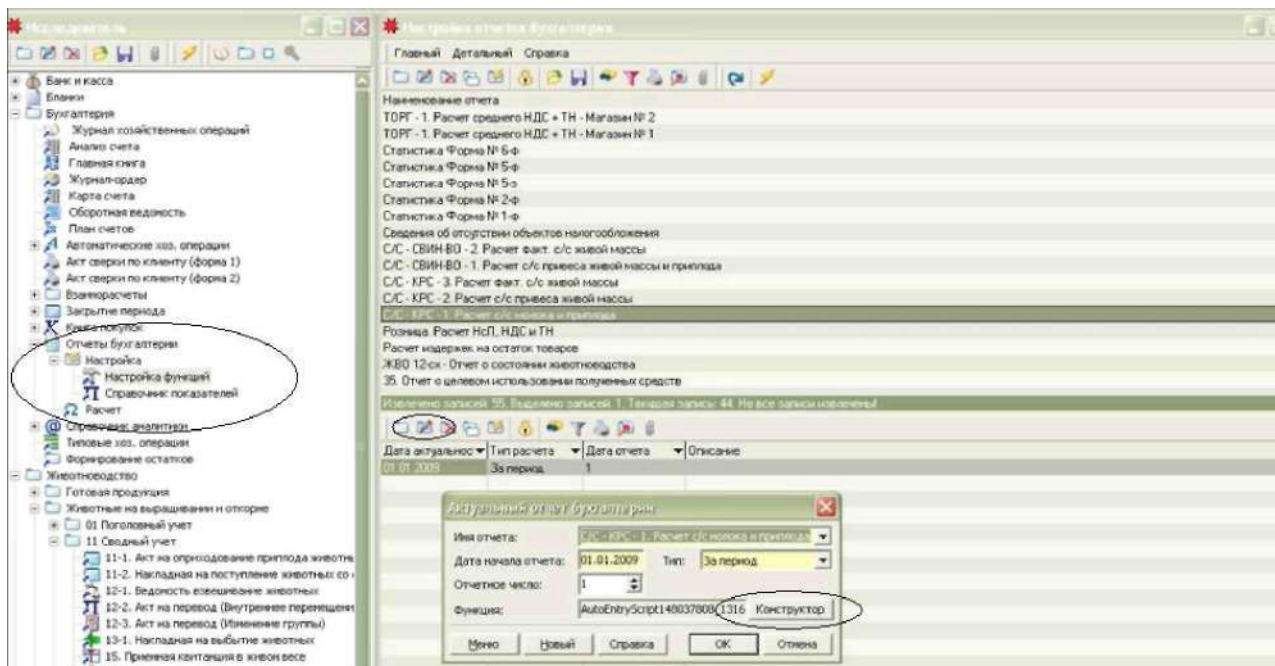 Банк и касса
Бланки
Бухгалтерия
Журнал хозяйственных операций
Анализ счета
Главная книга
Журнал-ордер
Карта счета
Оборотная ведомость
План счетов
Автоматические хоз. операции
Акт сверки по клиенту (форма 1)
Акт сверки по клиенту (форма 2)
Взаиморасчеты
Закрытие периода
Книга покупок
Отчеты бухгалтерии
Настройка
Настройка функций
Справочник показателей
Расчет
Справочник аналитики
Типовые хоз. операции
Формирование остатков
Животноводство
Готовая продукция
Животные на выращивании и откорме
01 Поголовный учет
11 Сводный учет
11-1. Акт на оприходование приплода животн
11-2. Накладная на поступление животных со
12-1. Ведомость взвешивание животных
12-2. Акт на перевод (Внутреннее перемещени
12-3. Акт на перевод (Изменение группы)
13-1. Накладная на выбытие животных
15. Приемная квитанция в живом весе
Настройка отчетов бухгалтерии
Главный Детальный Справка
Наименование отчета
ТОРГ - 1. Расчет среднего НДС + ТН - Магазин № 2
ТОРГ - 1. Расчет среднего НДС + ТН - Магазин № 1
Статистика Форма № 6-ф
Статистика Форма № 5-ф
Статистика Форма № 5-з
Статистика Форма № 2-ф
Статистика Форма № 1-ф
Сведения об отсутствии объектов налогообложения
С/С - СВИН-ВО - 2. Расчет факт. с/с живой массы
С/С - СВИН-ВО - 1. Расчет с/с привеса живой массы и приплода
С/С - КРС - 3. Расчет факт. с/с живой массы
С/С - КРС - 2. Расчет с/с привеса живой массы
С/С - КРС - 1. Расчет с/с молока и приплода
Розница. Расчет НсП, НДС и ТН
Расчет издержек на остаток товаров
ЖВО 12-сх - Отчет о состоянии животноводства
35. Отчет о целевом использовании полученных средств
Извлечено записей: 55. Выделено записей: 1. Текущая запись: 44. Не все записи извлечены!
Дата актуальнос Тип расчета Дата отчета Описание
01.01.2009 За период 1
Актуальный отчет бухгалтерии
Имя отчета: С/С - КРС - 1. Расчет с/с молока и приплода
Дата начала отчета: 01.01.2009 Тип: За период
Отчетное число: 1
Функция: AutoEntryScript148037808 1316 Конструктор
Меню Новый Справка ОК Отмена